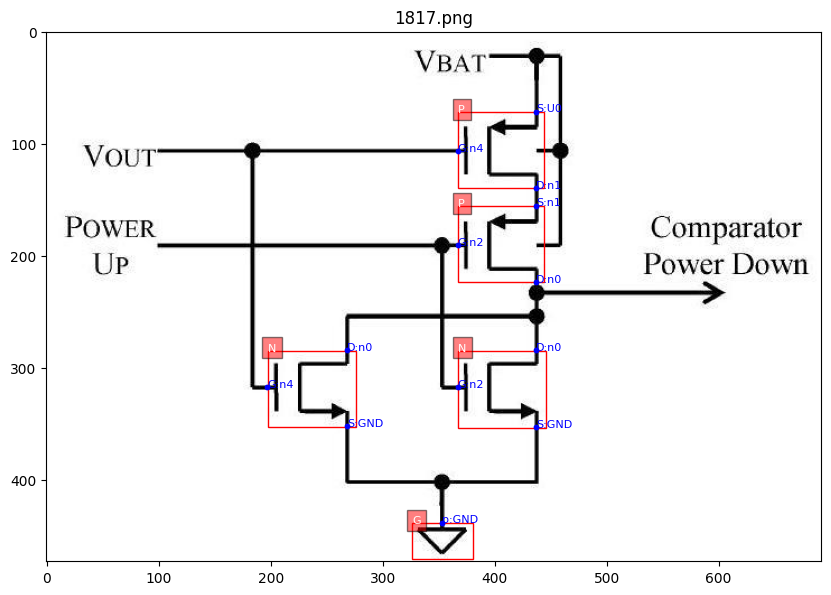 1817.png
VBAT
VOUT
POWER
UP
Comparator
Power Down
P
S:U0
G:n4
D:n1
P
S:n1
G:n2
D:n0
N
D:n0
G:n4
S:GND
N
D:n0
G:n2
S:GND
G
p:GND
0
100
200
300
400
0
100
200
300
400
500
600